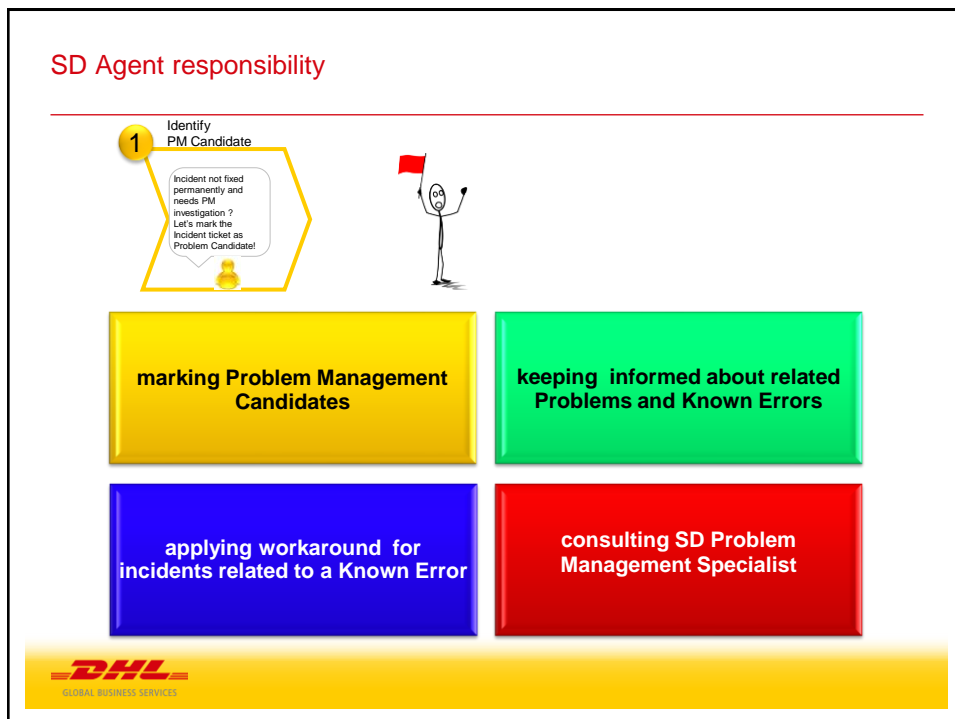 SD Agent responsibility
1
Identify
PM Candidate
Incident not fixed
permanently and
needs PM
investigation ?
Let's mark the
Incident ticket as
Problem Candidate!
marking Problem Management
Candidates
keeping  informed about related
Problems and Known Errors
applying workaround  for
incidents related to a Known Error
consulting SD Problem
Management Specialist
DHL
GLOBAL BUSINESS SERVICES